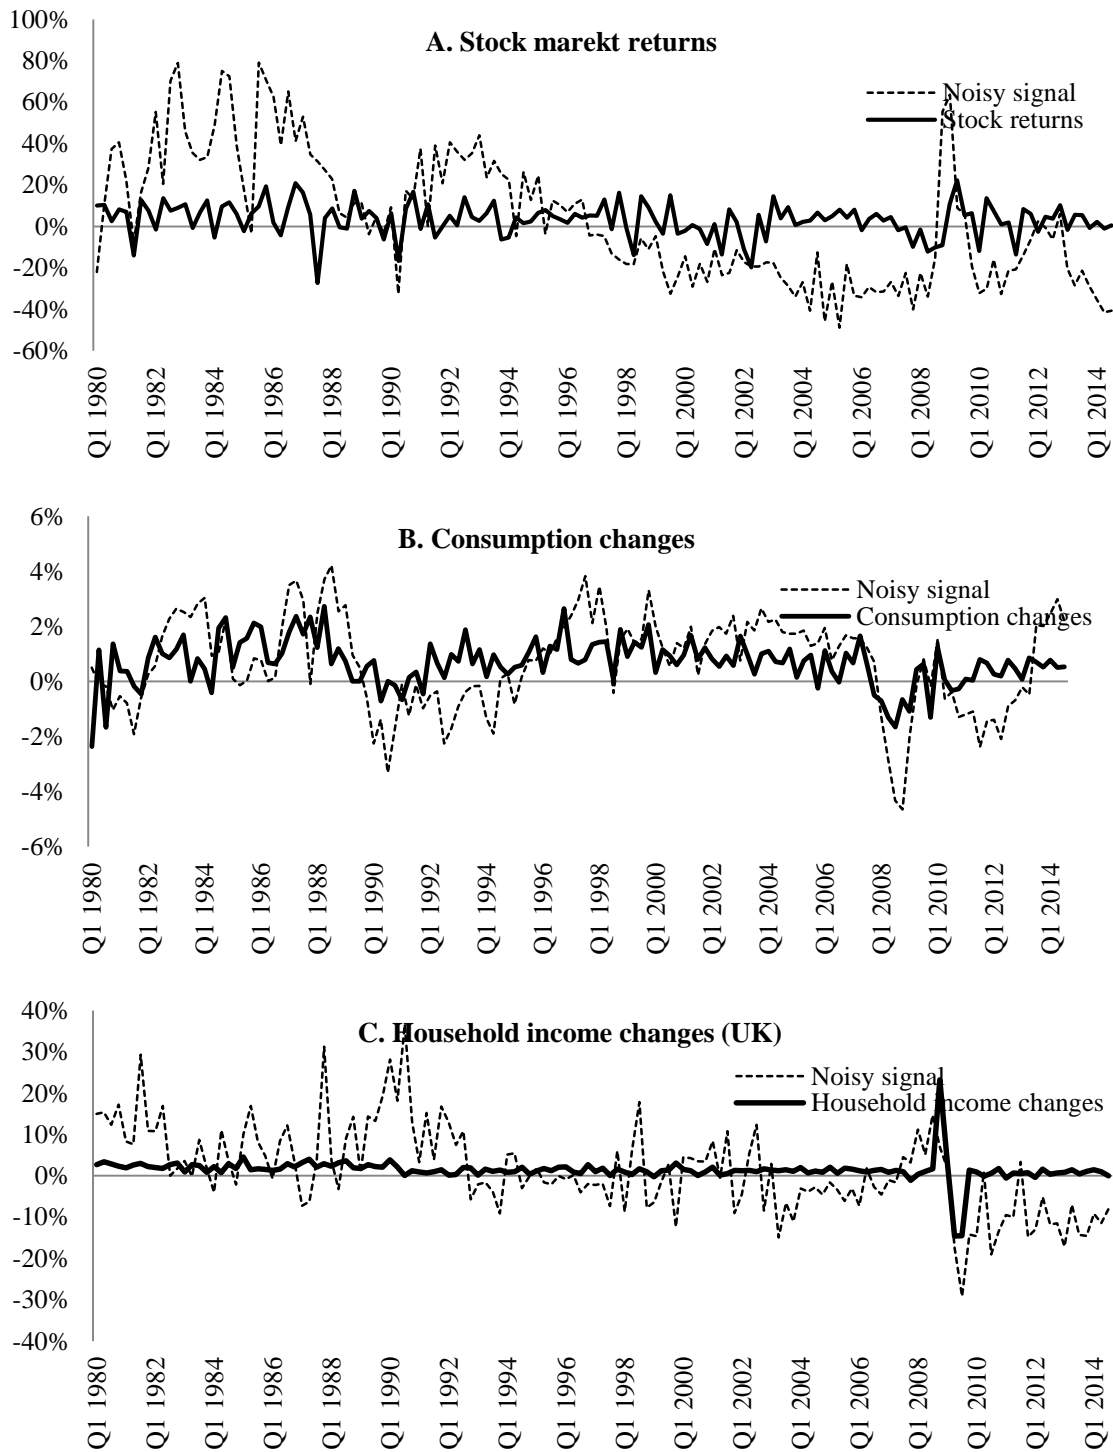 A. Stock marekt returns
100%
80%
60%
40%
20%
0%
-20%
-40%
-60%
Noisy signal
Stock returns
Q1 1980
Q1 1982
Q1 1984
Q1 1986
Q1 1988
Q1 1990
Q1 1992
Q1 1994
Q1 1996
Q1 1998
Q1 2000
Q1 2002
Q1 2004
Q1 2006
Q1 2008
Q1 2010
Q1 2012
Q1 2014
B. Consumption changes
6%
4%
2%
0%
-2%
-4%
-6%
Noisy signal
Consumption changes
Q1 1980
Q1 1982
Q1 1984
Q1 1986
Q1 1988
Q1 1990
Q1 1992
Q1 1994
Q1 1996
Q1 1998
Q1 2000
Q1 2002
Q1 2004
Q1 2006
Q1 2008
Q1 2010
Q1 2012
Q1 2014
C. Household income changes (UK)
40%
30%
20%
10%
0%
-10%
-20%
-30%
-40%
Noisy signal
Household income changes
Q1 1980
Q1 1982
Q1 1984
Q1 1986
Q1 1988
Q1 1990
Q1 1992
Q1 1994
Q1 1996
Q1 1998
Q1 2000
Q1 2002
Q1 2004
Q1 2006
Q1 2008
Q1 2010
Q1 2012
Q1 2014